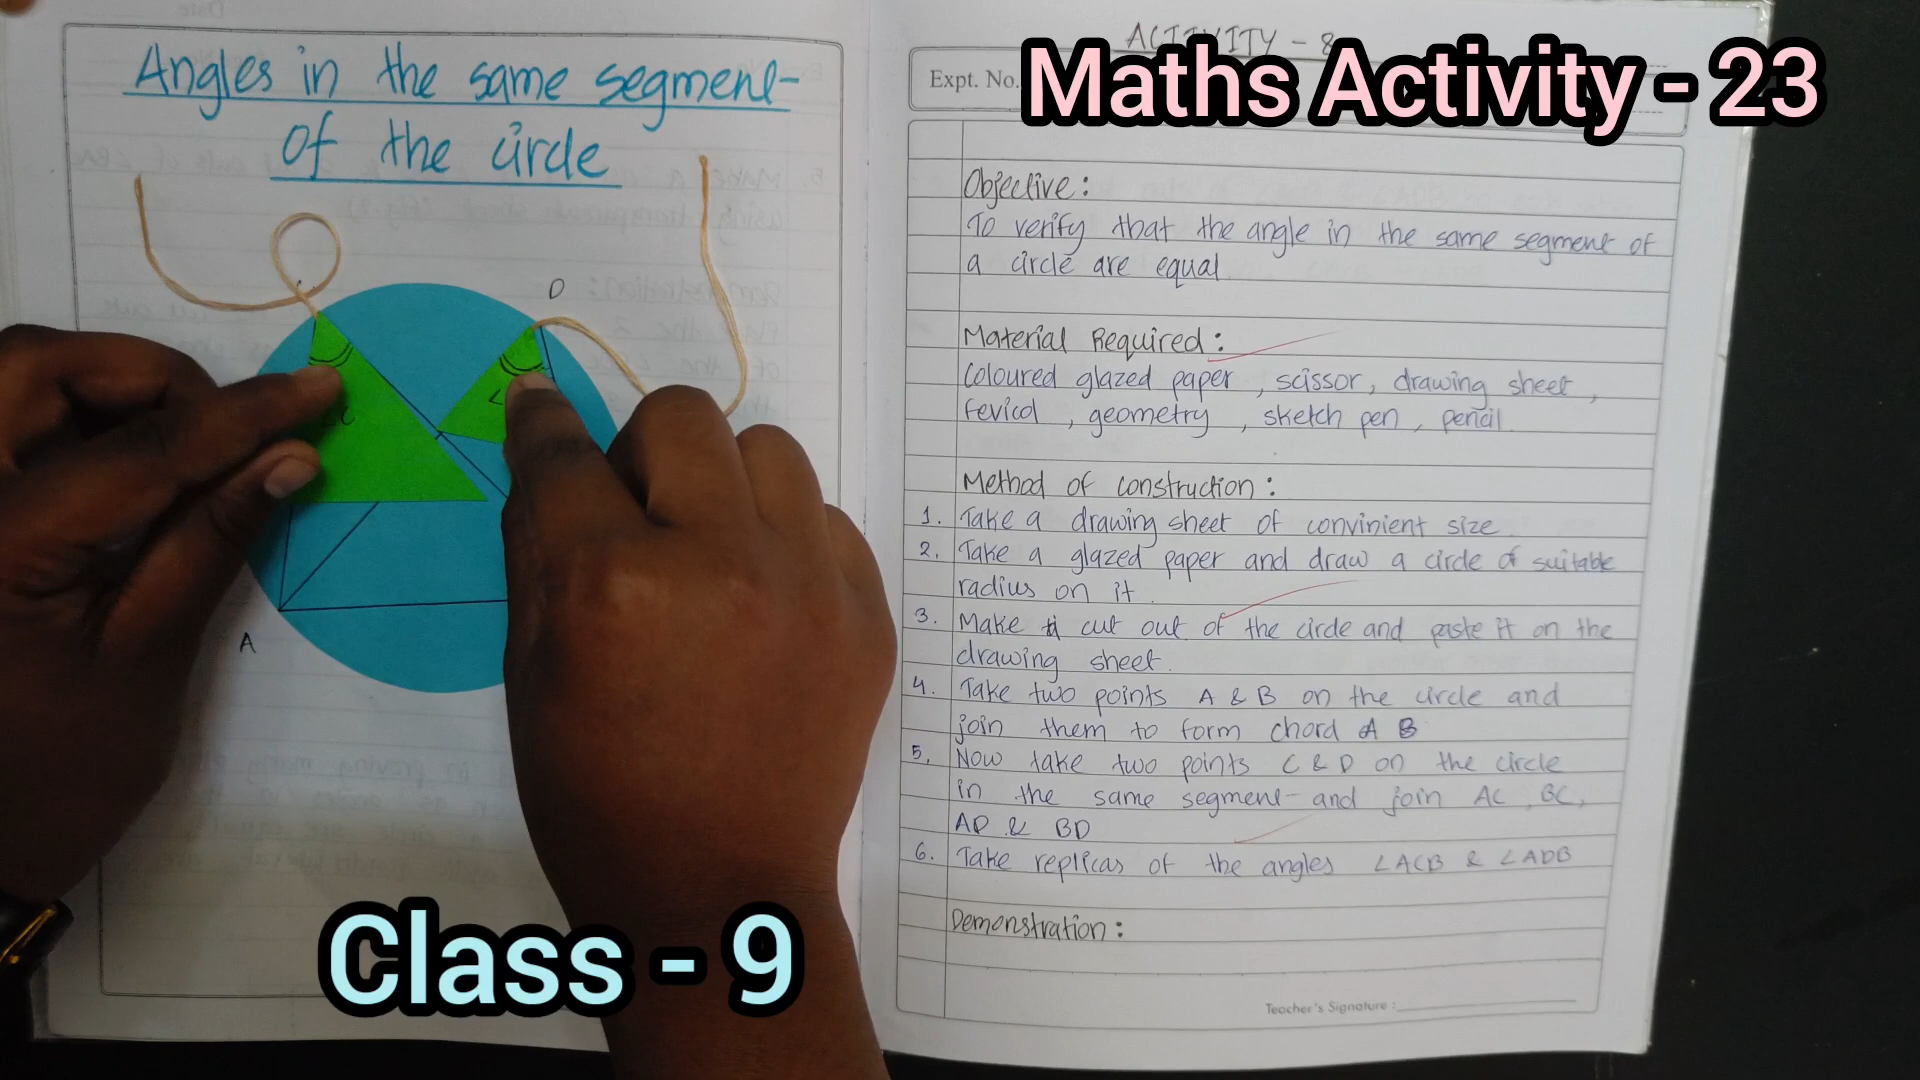 Angles in the same segment
of the circle
D
A
ACTIVITY - 8
Maths Activity - 23
Expt. No.
Objective:
To verify that the angle in the same segment of
a circle are equal
Material Required:
Coloured glazed paper, scissor, drawing sheet,
fevicol, geometry, sketch pen, pencil
Method of construction:
1. Take a drawing sheet of convinient size.
2. Take a glazed paper and draw a circle of suitable
radius on it.
3. Make cut out of the circle and paste it on the
drawing sheet.
4. Take two points A & B on the circle and
join them to form chord A B
5. Now take two points C & D on the circle
in the same segment and join AC, BC,
AD & BD
6. Take replicas of the angles ∠ACB & ∠ADB
Demonstration:
Teacher's Signature :
Class - 9